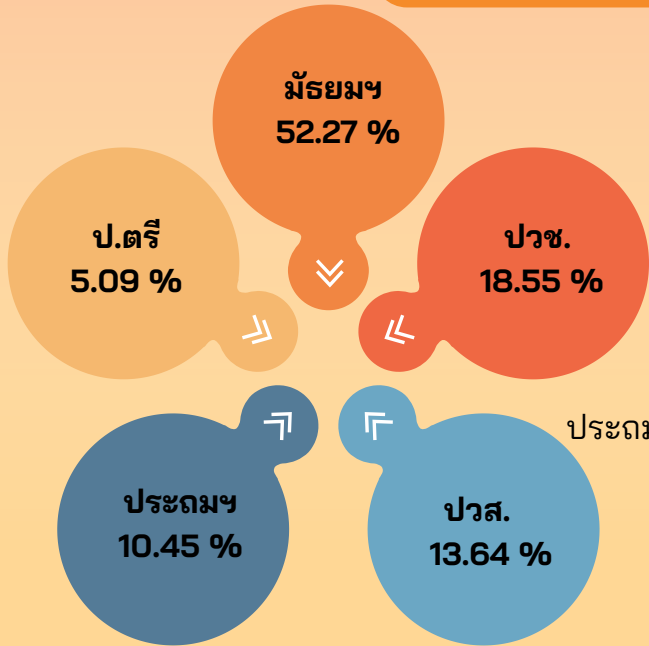 มัธยมฯ
52.27 %
ป.ตรี
5.09 %
ปวช.
18.55 %
ประถม
ประถมฯ
10.45 %
ปวส.
13.64 %